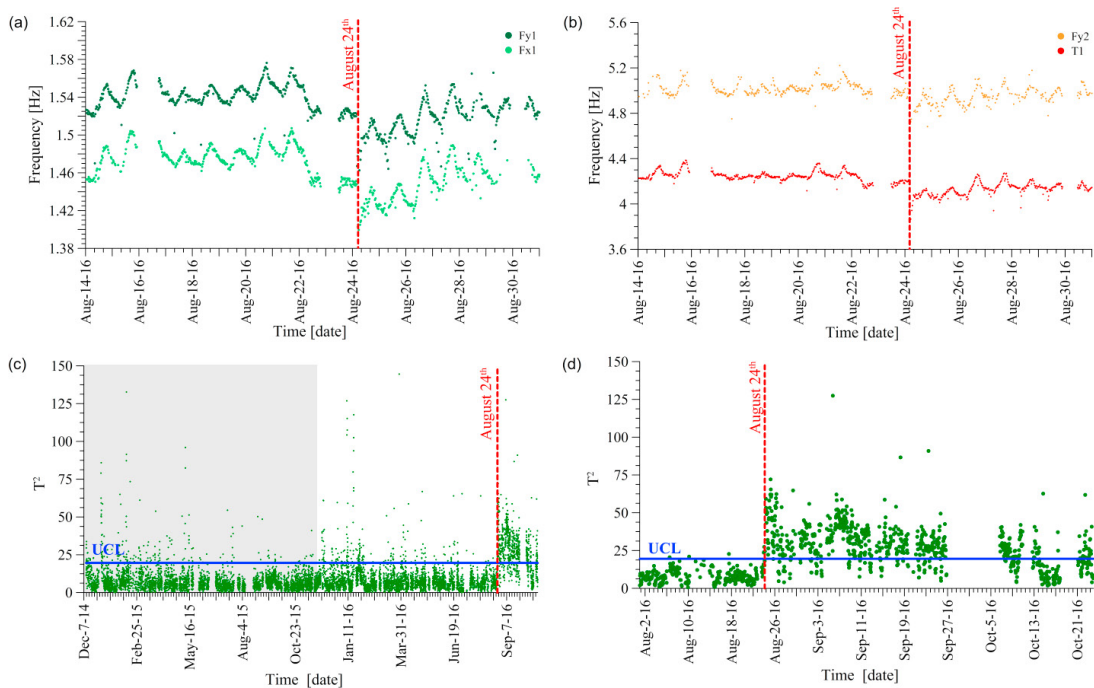 (a)
1.62
1.58
1.54
1.5
1.46
1.42
1.38
Frequency [Hz]
August 24th
Fy1
Fx1
Aug-14-16
Aug-16-16
Aug-18-16
Aug-20-16
Aug-22-16
Aug-24-16
Aug-26-16
Aug-28-16
Aug-30-16
Time [date]
(b)
5.6
5.2
4.8
4.4
4
3.6
Frequency [Hz]
August 24th
Fy2
T1
Aug-14-16
Aug-16-16
Aug-18-16
Aug-20-16
Aug-22-16
Aug-24-16
Aug-26-16
Aug-28-16
Aug-30-16
Time [date]
(c)
150
125
100
75
50
25
0
T2
UCL
August 24th
Dec-7-14
Feb-25-15
May-16-15
Aug-4-15
Oct-23-15
Jan-11-16
Mar-31-16
Jun-19-16
Sep-7-16
Time [date]
(d)
150
125
100
75
50
25
0
T2
UCL
August 24th
Aug-2-16
Aug-10-16
Aug-18-16
Aug-26-16
Sep-3-16
Sep-11-16
Sep-19-16
Sep-27-16
Oct-5-16
Oct-13-16
Oct-21-16
Time [date]